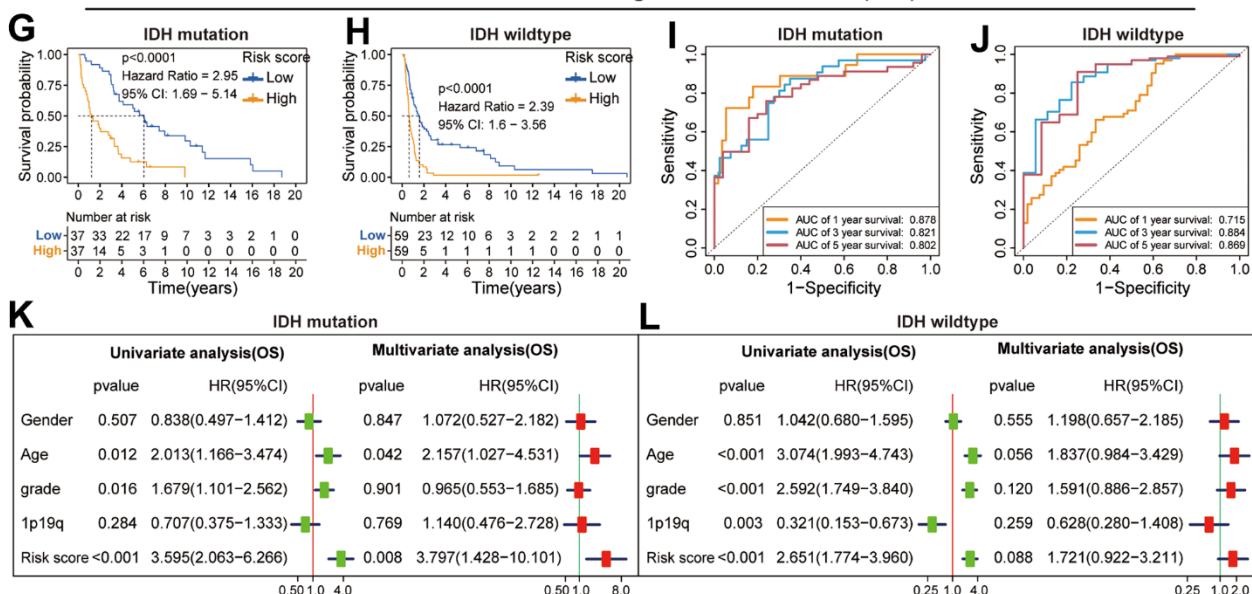 G
IDH mutation
Survival probability
1.00
0.75
0.50
0.25
0.00
p<0.0001
Hazard Ratio = 2.95
95% CI: 1.69 − 5.14
Risk score
Low
High
0 2 4 6 8 10 12 14 16 18 20
Number at risk
Low 37 33 22 17 9 7 3 3 2 1 0
High 37 14 5 3 1 0 0 0 0 0 0
0 2 4 6 8 10 12 14 16 18 20
Time(years)
H
IDH wildtype
Survival probability
1.00
0.75
0.50
0.25
0.00
p<0.0001
Hazard Ratio = 2.39
95% CI: 1.6 − 3.56
Risk score
Low
High
0 2 4 6 8 10 12 14 16 18 20
Number at risk
Low 59 23 12 10 6 3 2 2 2 1 1
High 59 5 1 1 1 1 1 0 0 0 0
0 2 4 6 8 10 12 14 16 18 20
Time(years)
I
IDH mutation
Sensitivity
1.0
0.8
0.6
0.4
0.2
0.0
AUC of 1 year survival: 0.878
AUC of 3 year survival: 0.821
AUC of 5 year survival: 0.802
0.0 0.2 0.4 0.6 0.8 1.0
1−Specificity
J
IDH wildtype
Sensitivity
1.0
0.8
0.6
0.4
0.2
0.0
AUC of 1 year survival: 0.715
AUC of 3 year survival: 0.884
AUC of 5 year survival: 0.869
0.0 0.2 0.4 0.6 0.8 1.0
1−Specificity
K
IDH mutation
Univariate analysis(OS) Multivariate analysis(OS)
pvalue HR(95%CI) pvalue HR(95%CI)
Gender 0.507 0.838(0.497−1.412) 0.847 1.072(0.527−2.182)
Age 0.012 2.013(1.166−3.474) 0.042 2.157(1.027−4.531)
grade 0.016 1.679(1.101−2.562) 0.901 0.965(0.553−1.685)
1p19q 0.284 0.707(0.375−1.333) 0.769 1.140(0.476−2.728)
Risk score <0.001 3.595(2.063−6.266) 0.008 3.797(1.428−10.101)
0.50 1.0 4.0 0.50 1.0 8.0
L
IDH wildtype
Univariate analysis(OS) Multivariate analysis(OS)
pvalue HR(95%CI) pvalue HR(95%CI)
Gender 0.851 1.042(0.680−1.595) 0.555 1.198(0.657−2.185)
Age <0.001 3.074(1.993−4.743) 0.056 1.837(0.984−3.429)
grade <0.001 2.592(1.749−3.840) 0.120 1.591(0.886−2.857)
1p19q 0.003 0.321(0.153−0.673) 0.259 0.628(0.280−1.408)
Risk score <0.001 2.651(1.774−3.960) 0.088 1.721(0.922−3.211)
0.25 1.0 4.0 0.25 1.0 2.0